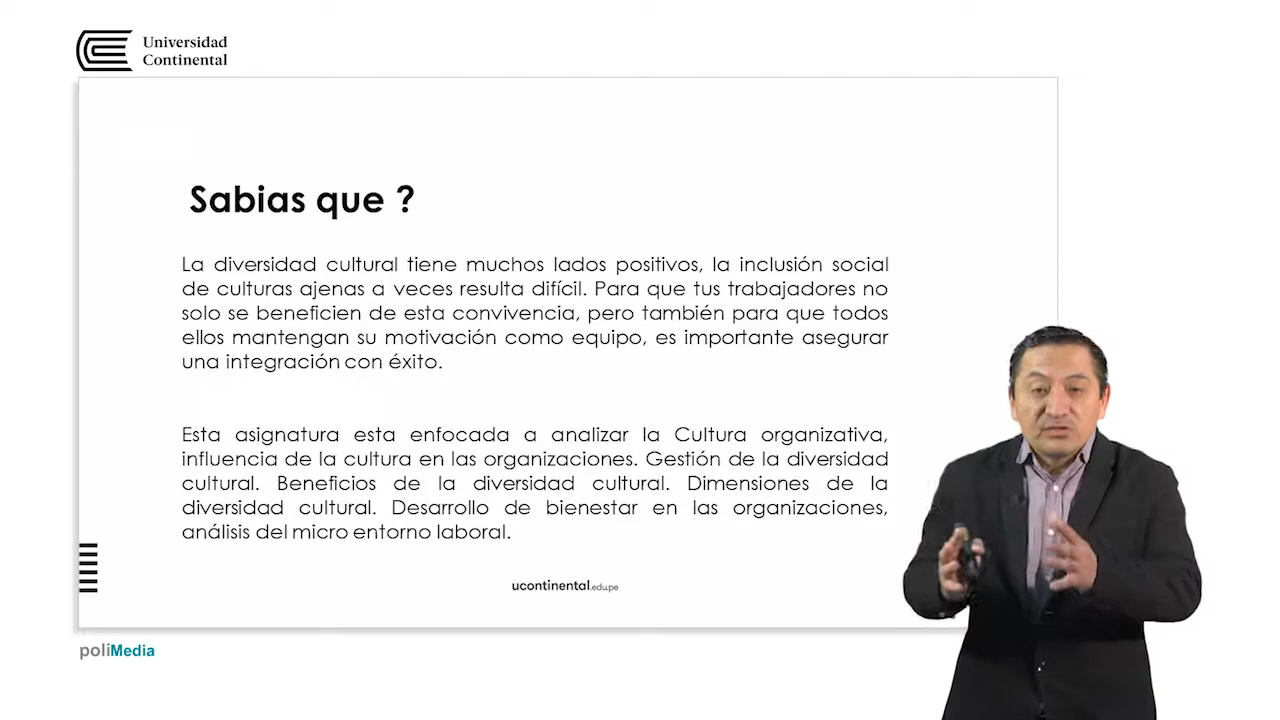 Universidad
Continental
Sabias que ?
La diversidad cultural tiene muchos lados positivos, la inclusión social
de culturas ajenas a veces resulta difícil. Para que tus trabajadores no
solo se beneficien de esta convivencia, pero también para que todos
ellos mantengan su motivación como equipo, es importante asegurar
una integración con éxito.
Esta asignatura esta enfocada a analizar la Cultura organizativa,
influencia de la cultura en las organizaciones. Gestión de la diversidad
cultural. Beneficios de la diversidad cultural. Dimensiones de la
diversidad cultural. Desarrollo de bienestar en las organizaciones,
análisis del micro entorno laboral.
ucontinental.edu.pe
poliMedia